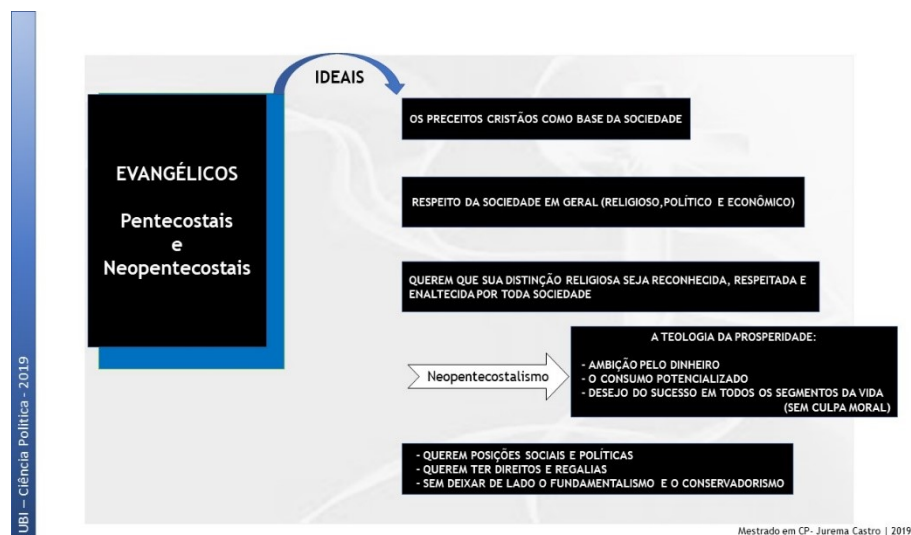 IDEAIS
EVANGÉLICOS
Pentecostais
e
Neopentecostais
OS PRECEITOS CRISTÃOS COMO BASE DA SOCIEDADE
RESPEITO DA SOCIEDADE EM GERAL (RELIGIOSO,POLÍTICO E ECONÔMICO)
QUEREM QUE SUA DISTINÇÃO RELIGIOSA SEJA RECONHECIDA, RESPEITADA E
ENALTECIDA POR TODA SOCIEDADE
Neopentecostalismo
A TEOLOGIA DA PROSPERIDADE:
- AMBIÇÃO PELO DINHEIRO
- O CONSUMO POTENCIALIZADO
- DESEJO DO SUCESSO EM TODOS OS SEGMENTOS DA VIDA
(SEM CULPA MORAL)
- QUEREM POSIÇÕES SOCIAIS E POLÍTICAS
- QUEREM TER DIREITOS E REGALIAS
- SEM DEIXAR DE LADO O FUNDAMENTALISMO E O CONSERVADORISMO
UBI – Ciência Politica - 2019
Mestrado em CP- Jurema Castro | 2019